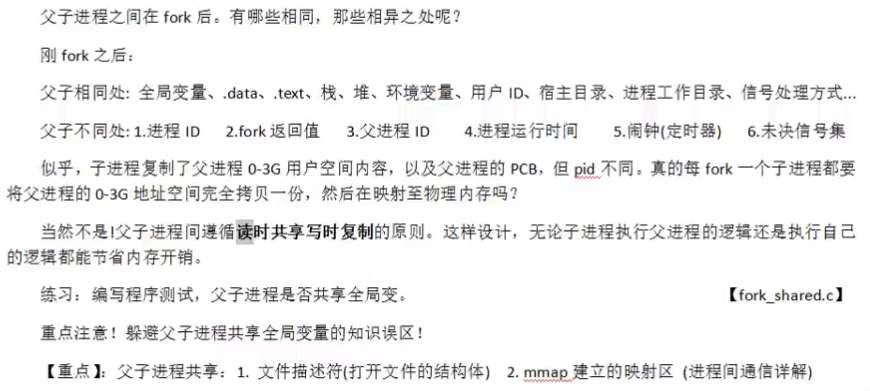 父子进程之间在 fork 后。有哪些相同，那些相异之处呢？
刚 fork 之后：
父子相同处: 全局变量、.data、.text、栈、堆、环境变量、用户 ID、宿主目录、进程工作目录、信号处理方式...
父子不同处: 1.进程 ID 2.fork 返回值 3.父进程 ID 4.进程运行时间 5.闹钟(定时器) 6.未决信号集
似乎，子进程复制了父进程 0-3G 用户空间内容，以及父进程的 PCB，但 pid 不同。真的每 fork 一个子进程都要
将父进程的 0-3G 地址空间完全拷贝一份，然后在映射至物理内存吗？
当然不是!父子进程间遵循读时共享写时复制的原则。这样设计，无论子进程执行父进程的逻辑还是执行自己
的逻辑都能节省内存开销。
练习：编写程序测试，父子进程是否共享全局变。 【fork_shared.c】
重点注意！躲避父子进程共享全局变量的知识误区！
【重点】：父子进程共享：1. 文件描述符(打开文件的结构体) 2. mmap 建立的映射区 (进程间通信详解)